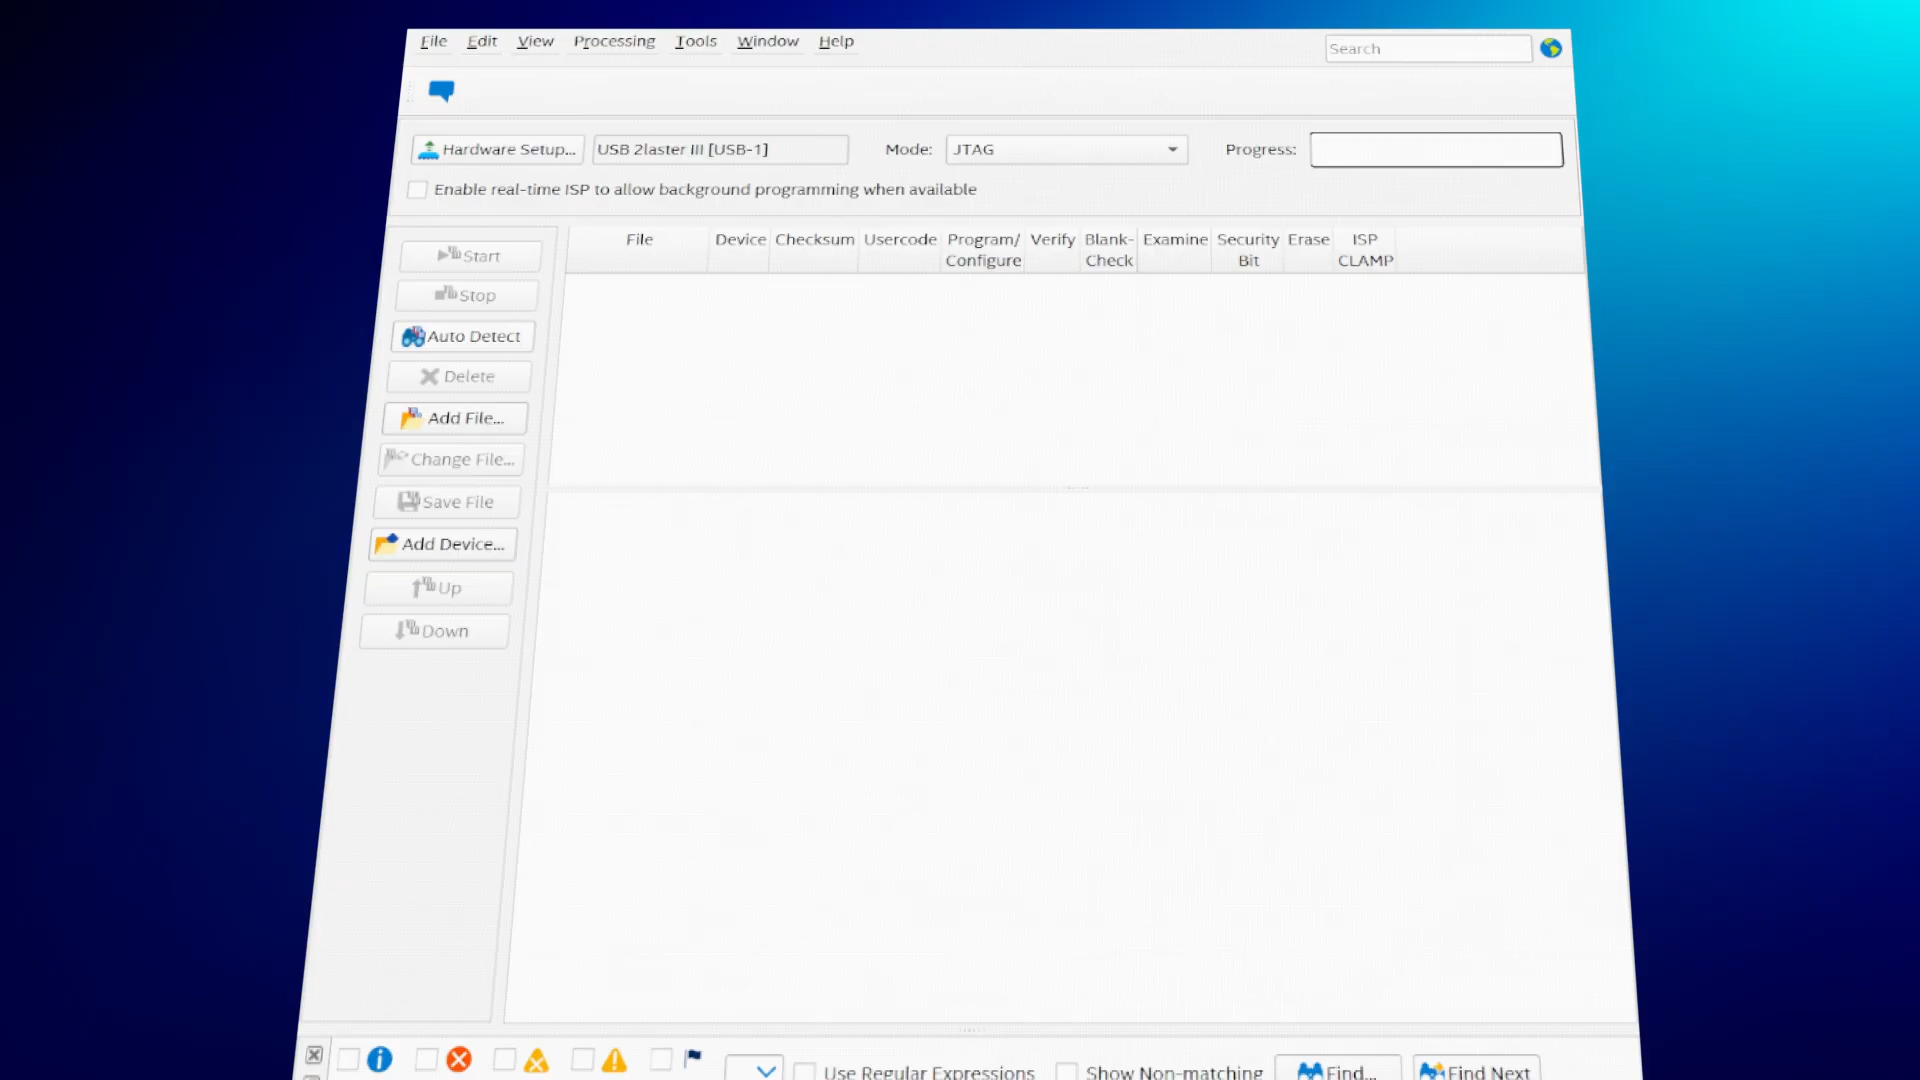 File Edit View Processing Tools Window Help
Search
Hardware Setup... USB 2laster III [USB-1] Mode: JTAG Progress:
Enable real-time ISP to allow background programming when available
File Device Checksum Usercode Program/ Configure Verify Blank- Check Examine Security Bit Erase ISP CLAMP
Start
Stop
Auto Detect
Delete
Add File...
Change File...
Save File
Add Device...
Up
Down
Use Regular Expressions Show Non-matching Find... Find Next